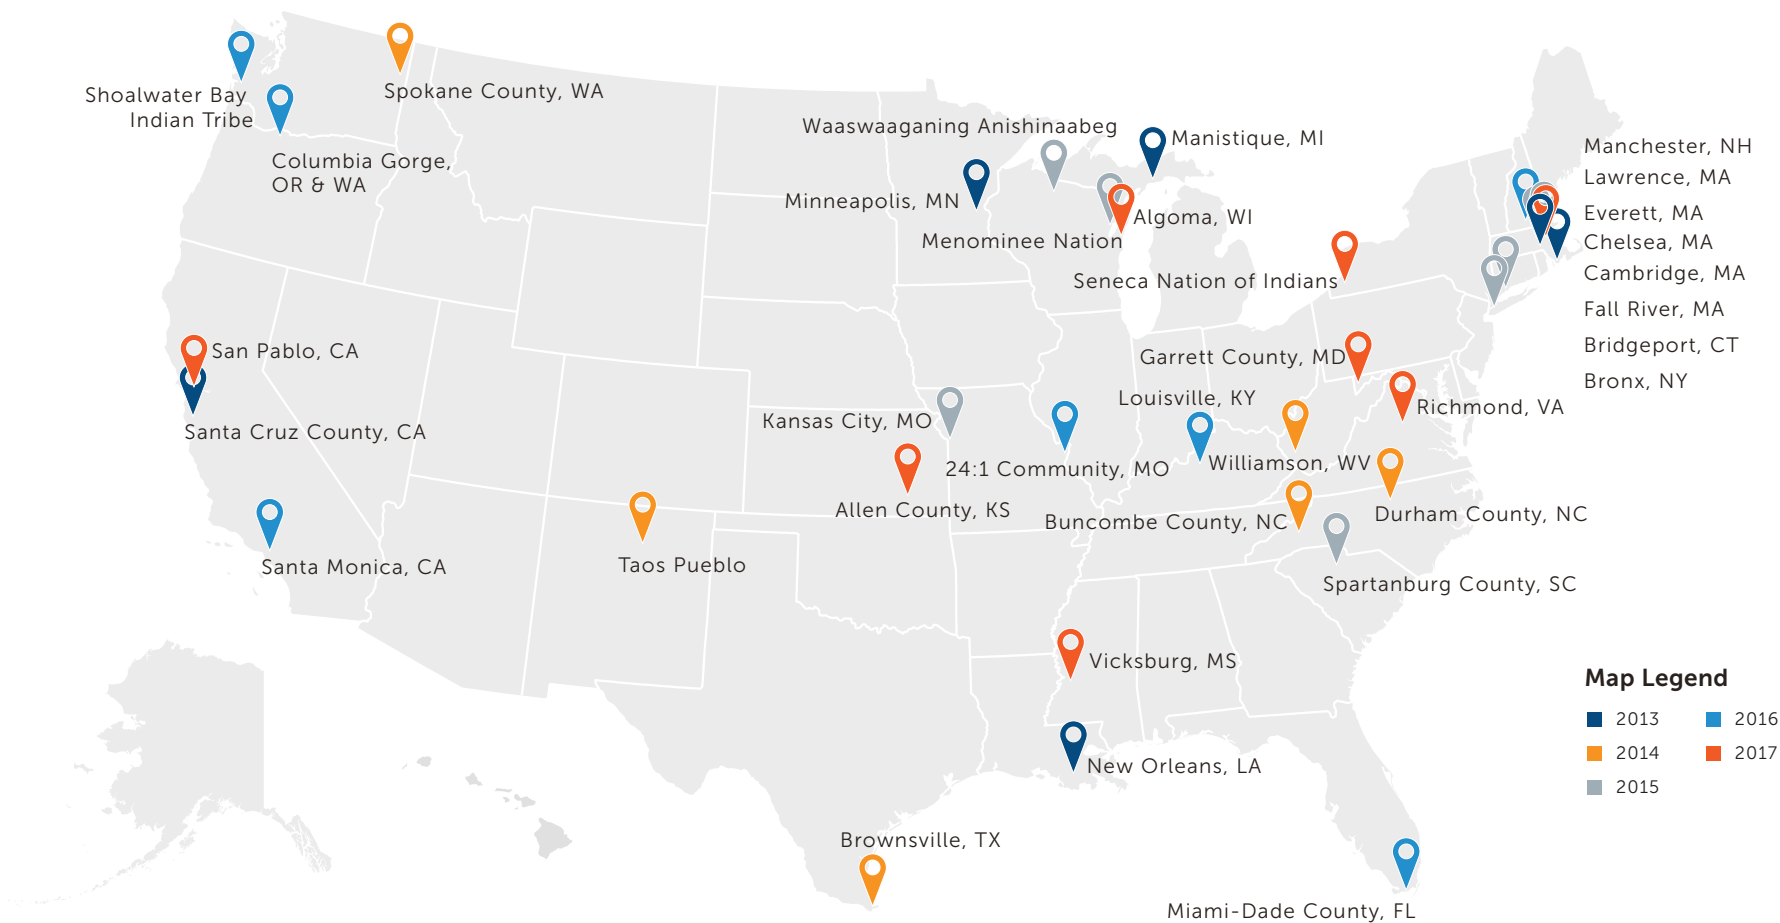 Shoalwater Bay
Indian Tribe
Spokane County, WA
Columbia Gorge,
OR & WA
Waaswaaganing Anishinaabeg
Manistique, MI
Minneapolis, MN
Algoma, WI
Menominee Nation
Seneca Nation of Indians
Manchester, NH
Lawrence, MA
Everett, MA
Chelsea, MA
Cambridge, MA
Fall River, MA
Bridgeport, CT
Bronx, NY
San Pablo, CA
Santa Cruz County, CA
Garrett County, MD
Louisville, KY
Richmond, VA
Kansas City, MO
24:1 Community, MO
Williamson, WV
Allen County, KS
Buncombe County, NC
Durham County, NC
Santa Monica, CA
Taos Pueblo
Spartanburg County, SC
Vicksburg, MS
New Orleans, LA
Brownsville, TX
Miami-Dade County, FL
Map Legend
2013
2016
2014
2017
2015